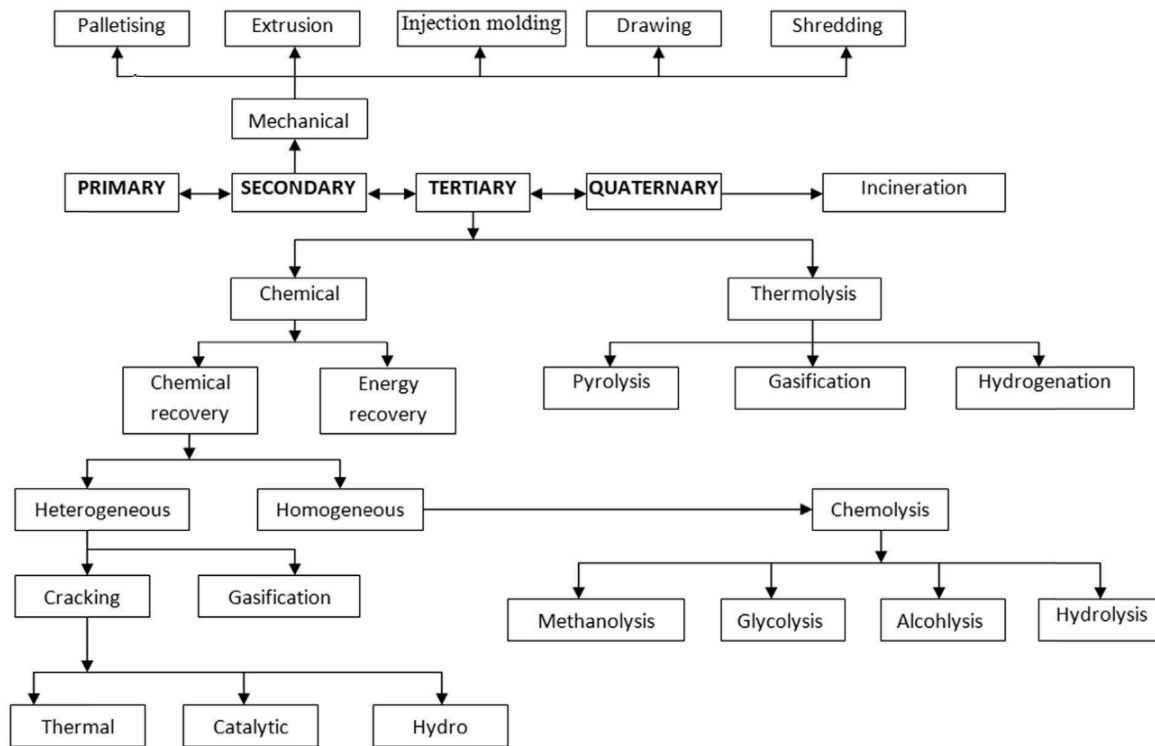 Palletising
Extrusion
Injection molding
Drawing
Shredding
Mechanical
PRIMARY
SECONDARY
TERTIARY
QUATERNARY
Incineration
Chemical
Thermolysis
Chemical
recovery
Energy
recovery
Pyrolysis
Gasification
Hydrogenation
Heterogeneous
Homogeneous
Chemolysis
Cracking
Gasification
Methanolysis
Glycolysis
Alcohlysis
Hydrolysis
Thermal
Catalytic
Hydro